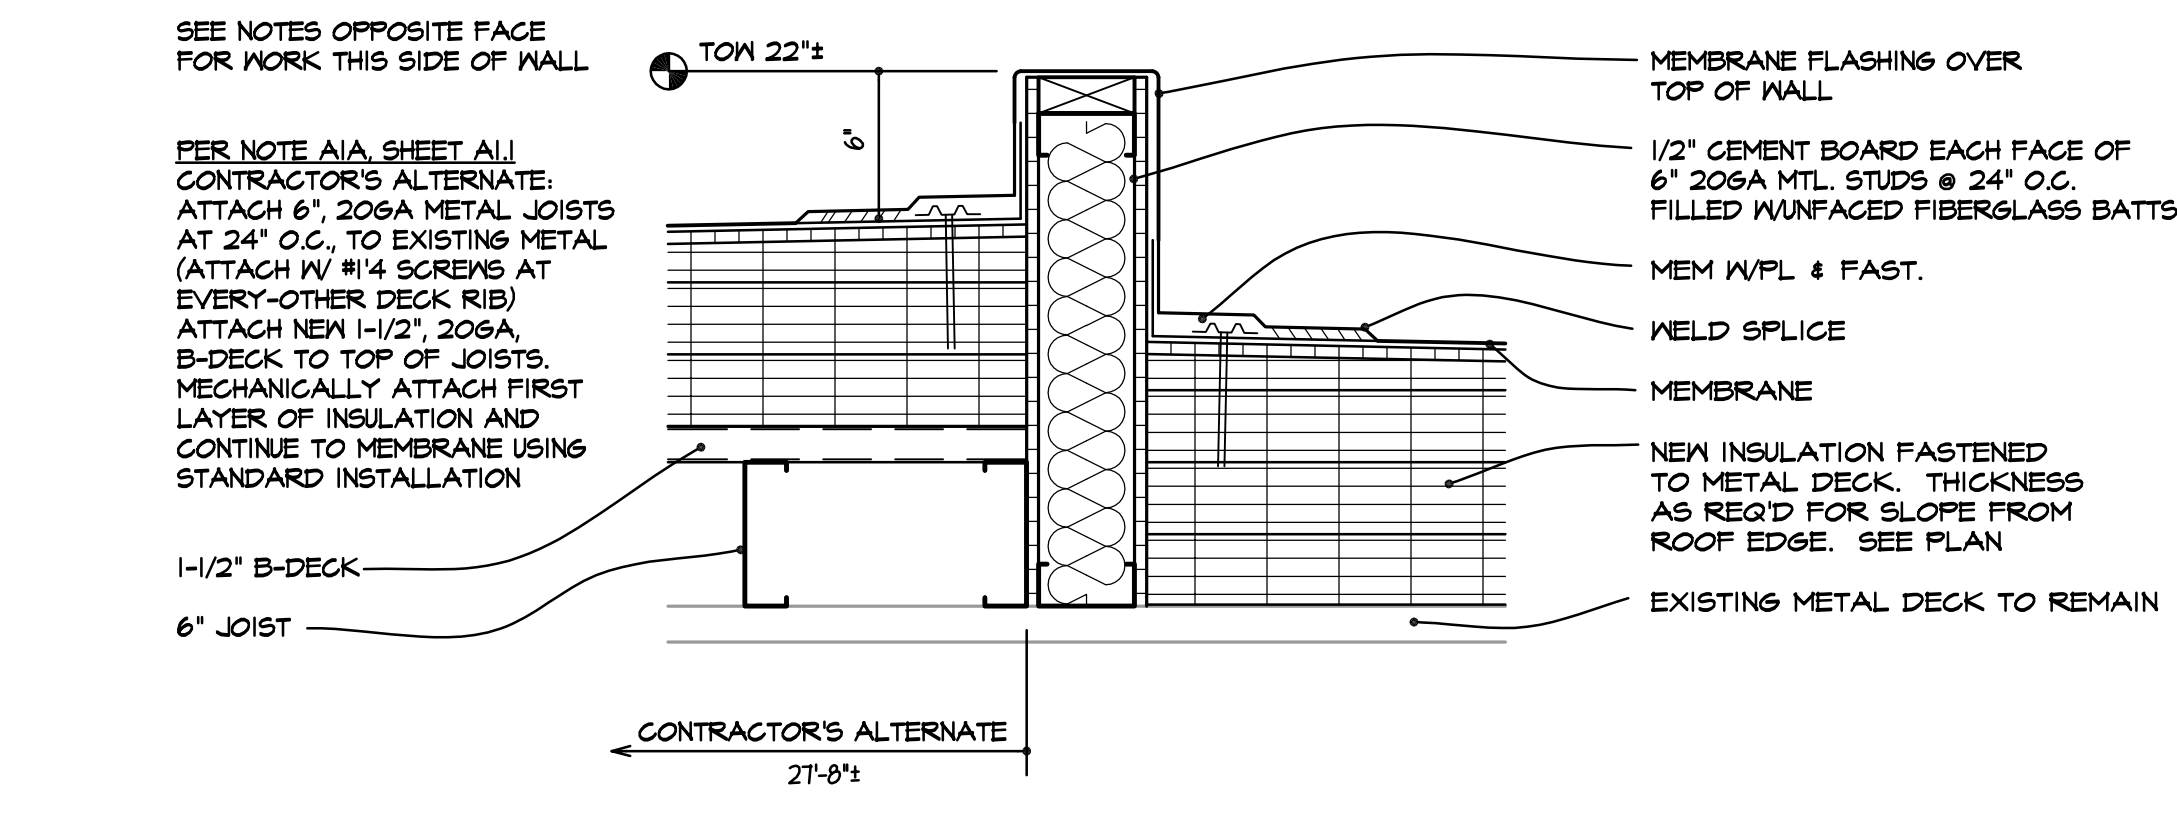 SEE NOTES OPPOSITE FACE
FOR WORK THIS SIDE OF WALL
PER NOTE A1A, SHEET A1.1
CONTRACTOR'S ALTERNATE:
ATTACH 6", 20GA METAL JOISTS
AT 24" O.C., TO EXISTING METAL
(ATTACH W/ #1'4 SCREWS AT
EVERY-OTHER DECK RIB)
ATTACH NEW 1-1/2", 20GA,
B-DECK TO TOP OF JOISTS.
MECHANICALLY ATTACH FIRST
LAYER OF INSULATION AND
CONTINUE TO MEMBRANE USING
STANDARD INSTALLATION
1-1/2" B-DECK
6" JOIST
TOW 22"±
6"
CONTRACTOR'S ALTERNATE
27'-8"±
MEMBRANE FLASHING OVER
TOP OF WALL
1/2" CEMENT BOARD EACH FACE OF
6" 20GA MTL. STUDS @ 24" O.C.
FILLED W/UNFACED FIBERGLASS BATTS
MEM W/PL & FAST.
WELD SPLICE
MEMBRANE
NEW INSULATION FASTENED
TO METAL DECK. THICKNESS
AS REQ'D FOR SLOPE FROM
ROOF EDGE. SEE PLAN
EXISTING METAL DECK TO REMAIN